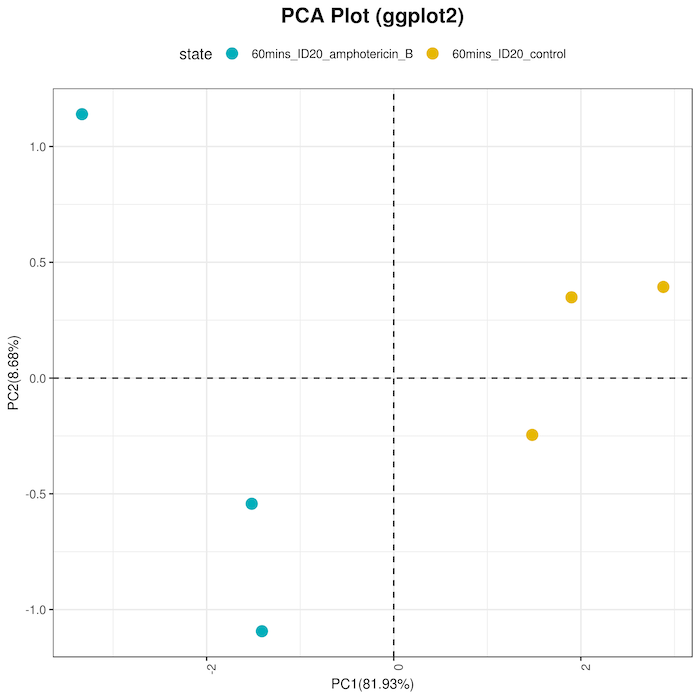 PCA Plot (ggplot2)
state 60mins_ID20_amphotericin_B 60mins_ID20_control
1.0
0.5
0.0
-0.5
-1.0
PC2(8.68%)
-2 0 2
PC1(81.93%)